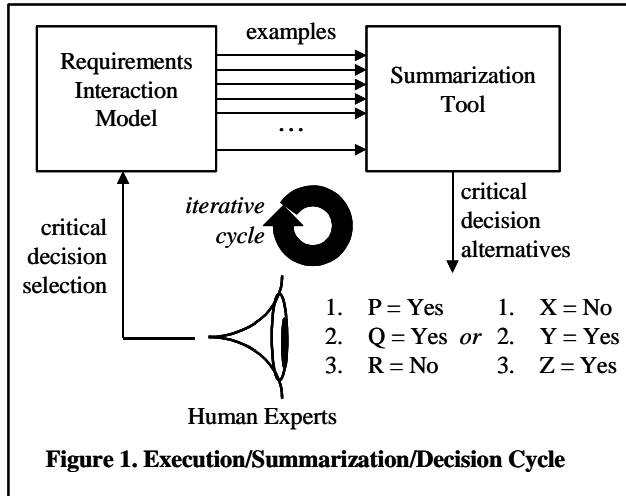 examples
Requirements
Interaction
Model
Summarization
Tool
...
iterative
cycle
critical
decision
selection
critical
decision
alternatives
1. P = Yes 1. X = No
2. Q = Yes or 2. Y = Yes
3. R = No 3. Z = Yes
Human Experts
Figure 1. Execution/Summarization/Decision Cycle